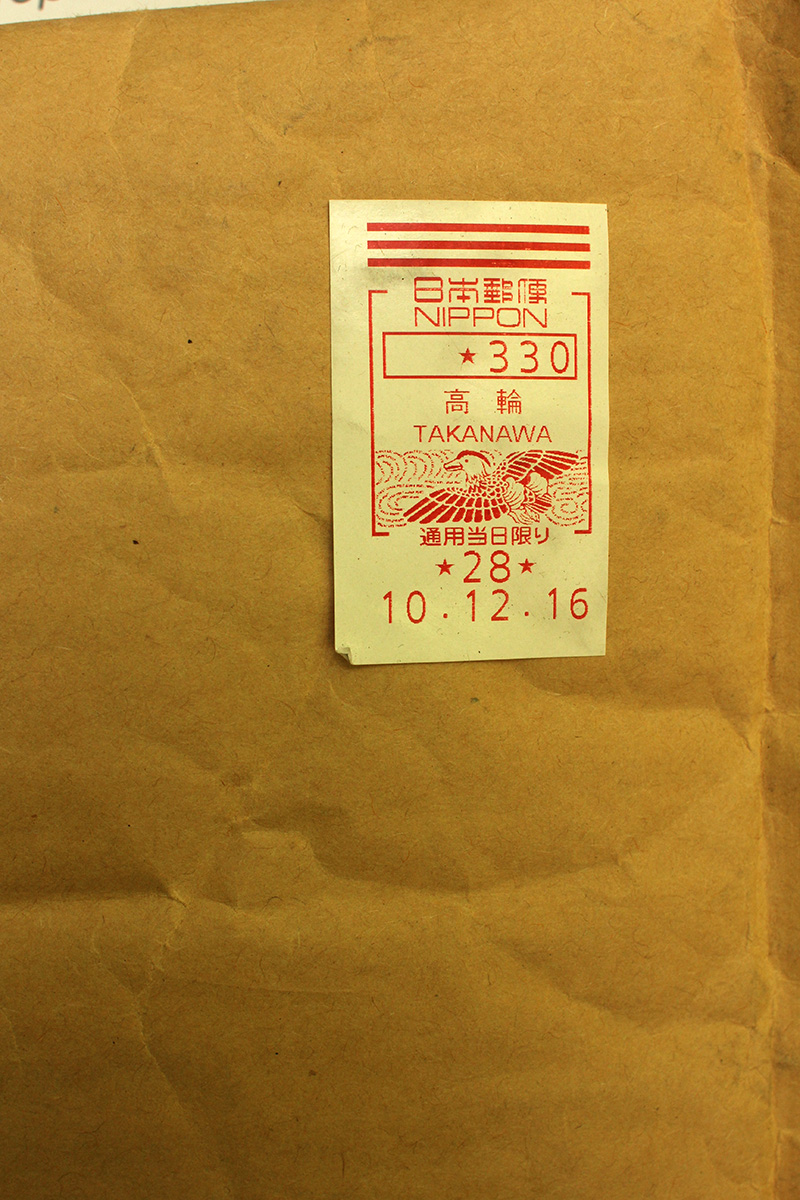 日本郵便
NIPPON
★330
高輪
TAKANAWA
通用当日限り
★28★
10.12.16